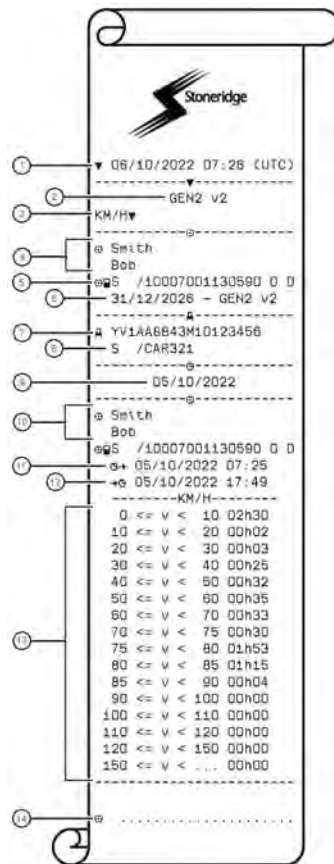 Stoneridge
1 ▼ 06/10/2022 07:26 (UTC)
2 GEN2 v2
3 KM/H▼
4 Smith
Bob
5 S /10007001130590 0 0
6 31/12/2026 - GEN2 v2
7 A YV1AA8843M10123456
8 S /CAR321
9 05/10/2022
10 Smith
Bob
S /10007001130590 0 0
11 05/10/2022 07:25
12 05/10/2022 17:49
KM/H
13 0 <= v < 10 02h30
10 <= v < 20 00h02
20 <= v < 30 00h03
30 <= v < 40 00h25
40 <= v < 50 00h32
50 <= v < 60 00h35
60 <= v < 70 00h33
70 <= v < 75 00h30
75 <= v < 80 01h53
80 <= v < 85 01h15
85 <= v < 90 00h04
90 <= v < 100 00h00
100 <= v < 110 00h00
110 <= v < 120 00h00
120 <= v < 150 00h00
150 <= v < ... 00h00
14 ....................